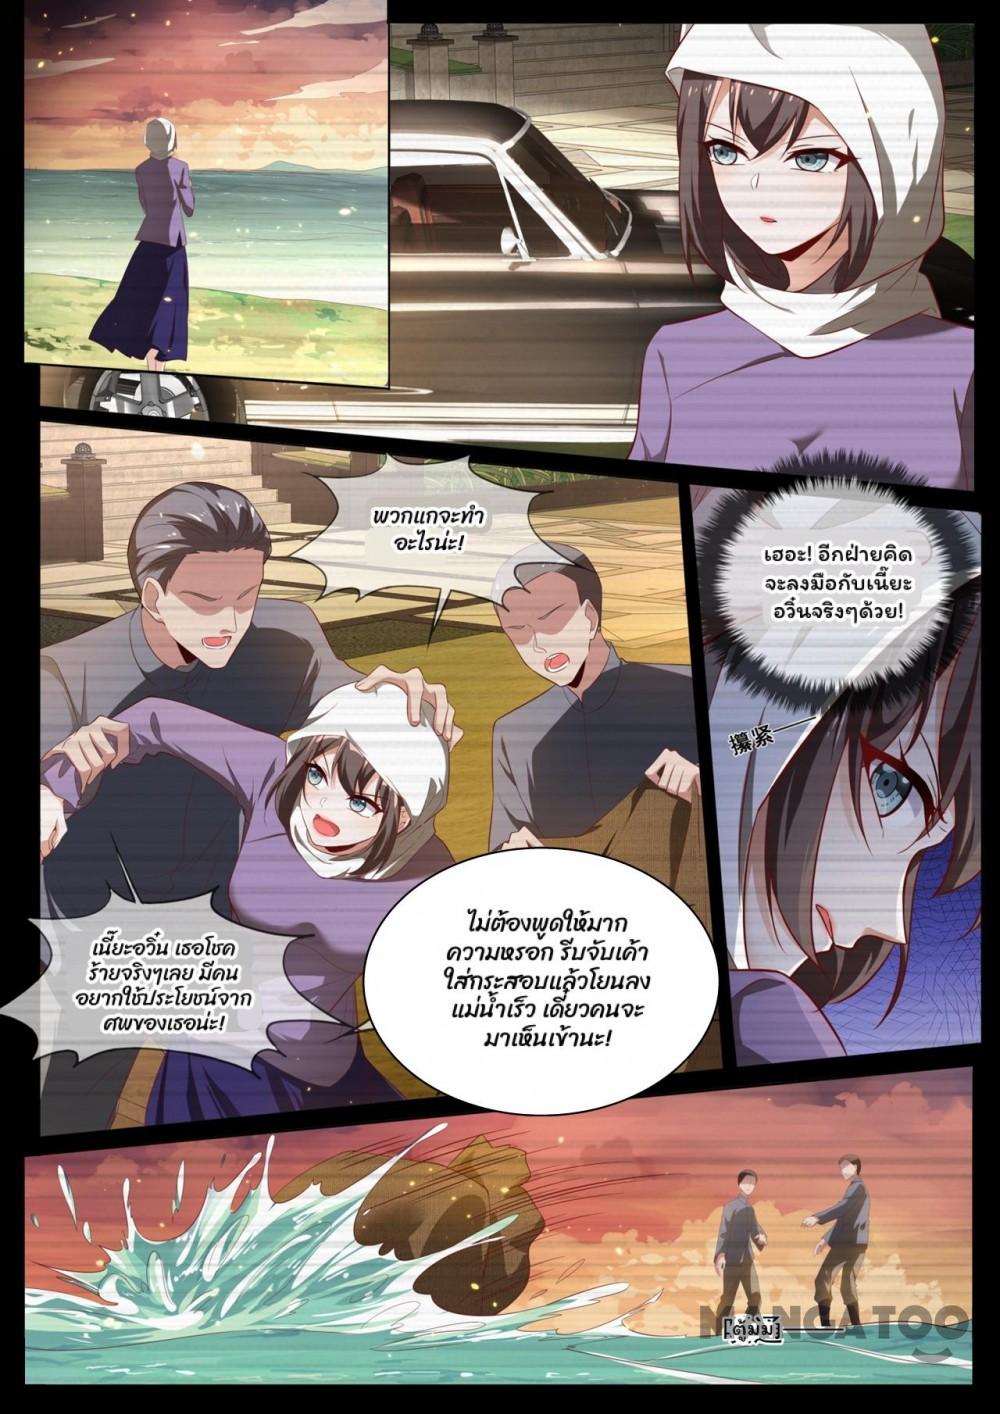 พวกแกจะทำ
อะไรน่ะ!
เฮอะ! อีกฝ่ายคิด
จะลงมือกับเนี๊ยะ
อวิ๋นจริงๆด้วย!
攥紧
เนี๊ยะอวิ๋น เธอโชค
ร้ายจริงๆเลย มีคน
อยากใช้ประโยชน์จาก
ศพของเธอน่ะ!
ไม่ต้องพูดให้มาก
ความหรอก รีบจับเค้า
ใส่กระสอบแล้วโยนลง
แม่น้ำเร็ว เดี๋ยวคนจะ
มาเห็นเข้านะ!
ตู้มม
MANGATOON